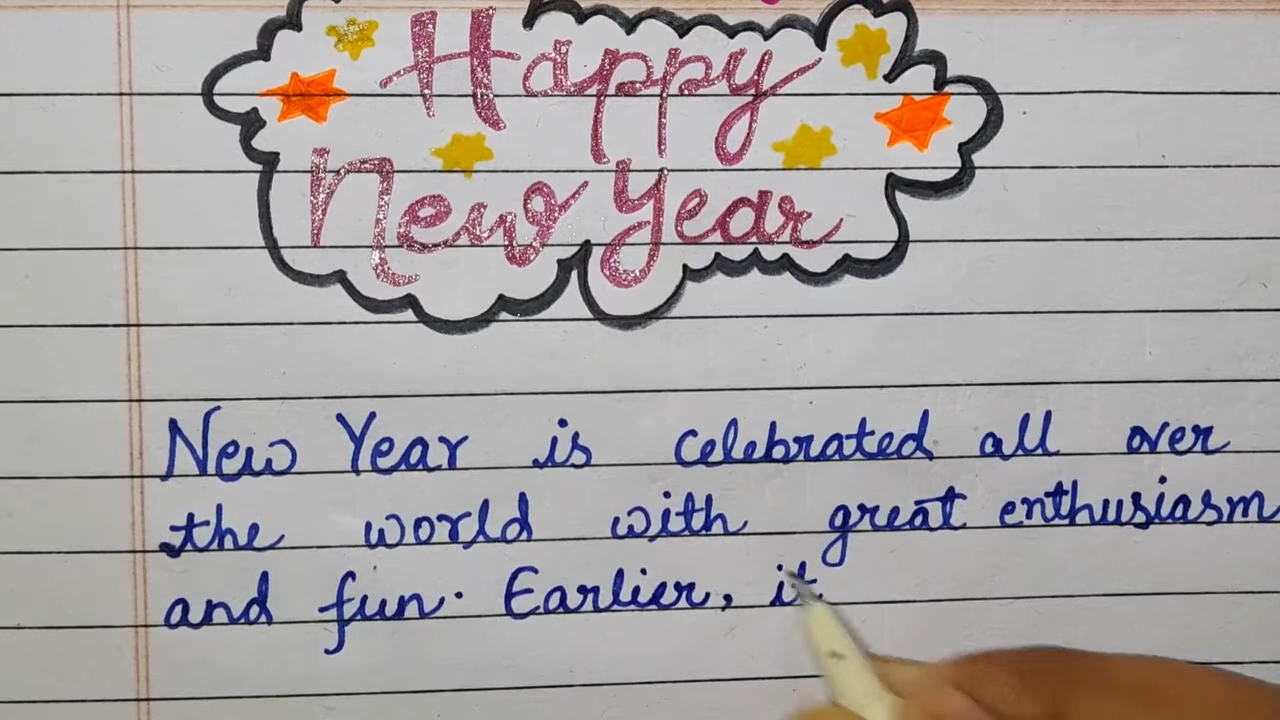 Happy
New Year
New Year is celebrated all over
the world with great enthusiasm
and fun. Earlier, it